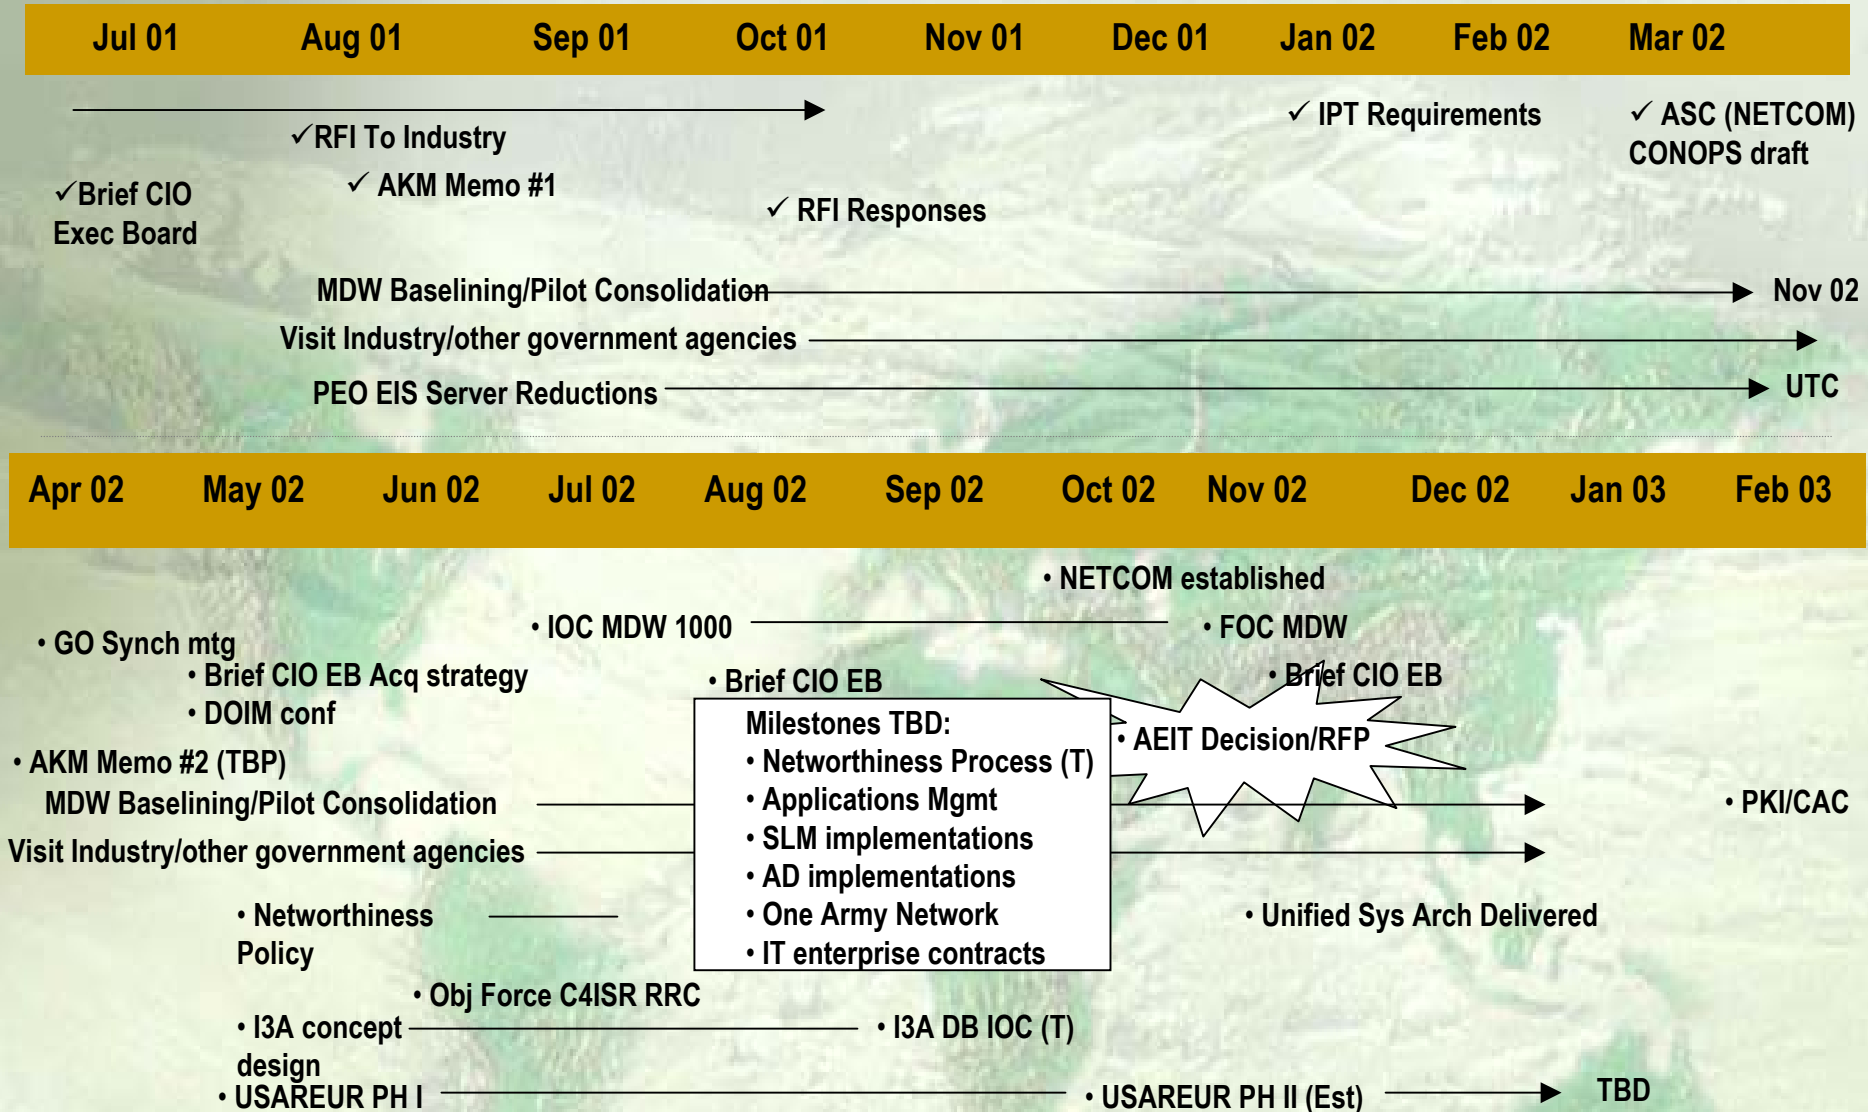 Jul 01 Aug 01 Sep 01 Oct 01 Nov 01 Dec 01 Jan 02 Feb 02 Mar 02
✓RFI To Industry
✓ IPT Requirements
✓ ASC (NETCOM)
CONOPS draft
✓Brief CIO
Exec Board
✓ AKM Memo #1
✓ RFI Responses
MDW Baselining/Pilot Consolidation
Nov 02
Visit Industry/other government agencies
PEO EIS Server Reductions
UTC
Apr 02 May 02 Jun 02 Jul 02 Aug 02 Sep 02 Oct 02 Nov 02 Dec 02 Jan 03 Feb 03
• NETCOM established
• GO Synch mtg
• IOC MDW 1000
• FOC MDW
• Brief CIO EB Acq strategy
• DOIM conf
• Brief CIO EB
• Brief CIO EB
Milestones TBD:
• Networthiness Process (T)
• Applications Mgmt
• SLM implementations
• AD implementations
• One Army Network
• IT enterprise contracts
• AEIT Decision/RFP
• AKM Memo #2 (TBP)
MDW Baselining/Pilot Consolidation
• PKI/CAC
Visit Industry/other government agencies
• Networthiness
Policy
• Unified Sys Arch Delivered
• Obj Force C4ISR RRC
• I3A concept
design
• I3A DB IOC (T)
• USAREUR PH I
• USAREUR PH II (Est)
TBD